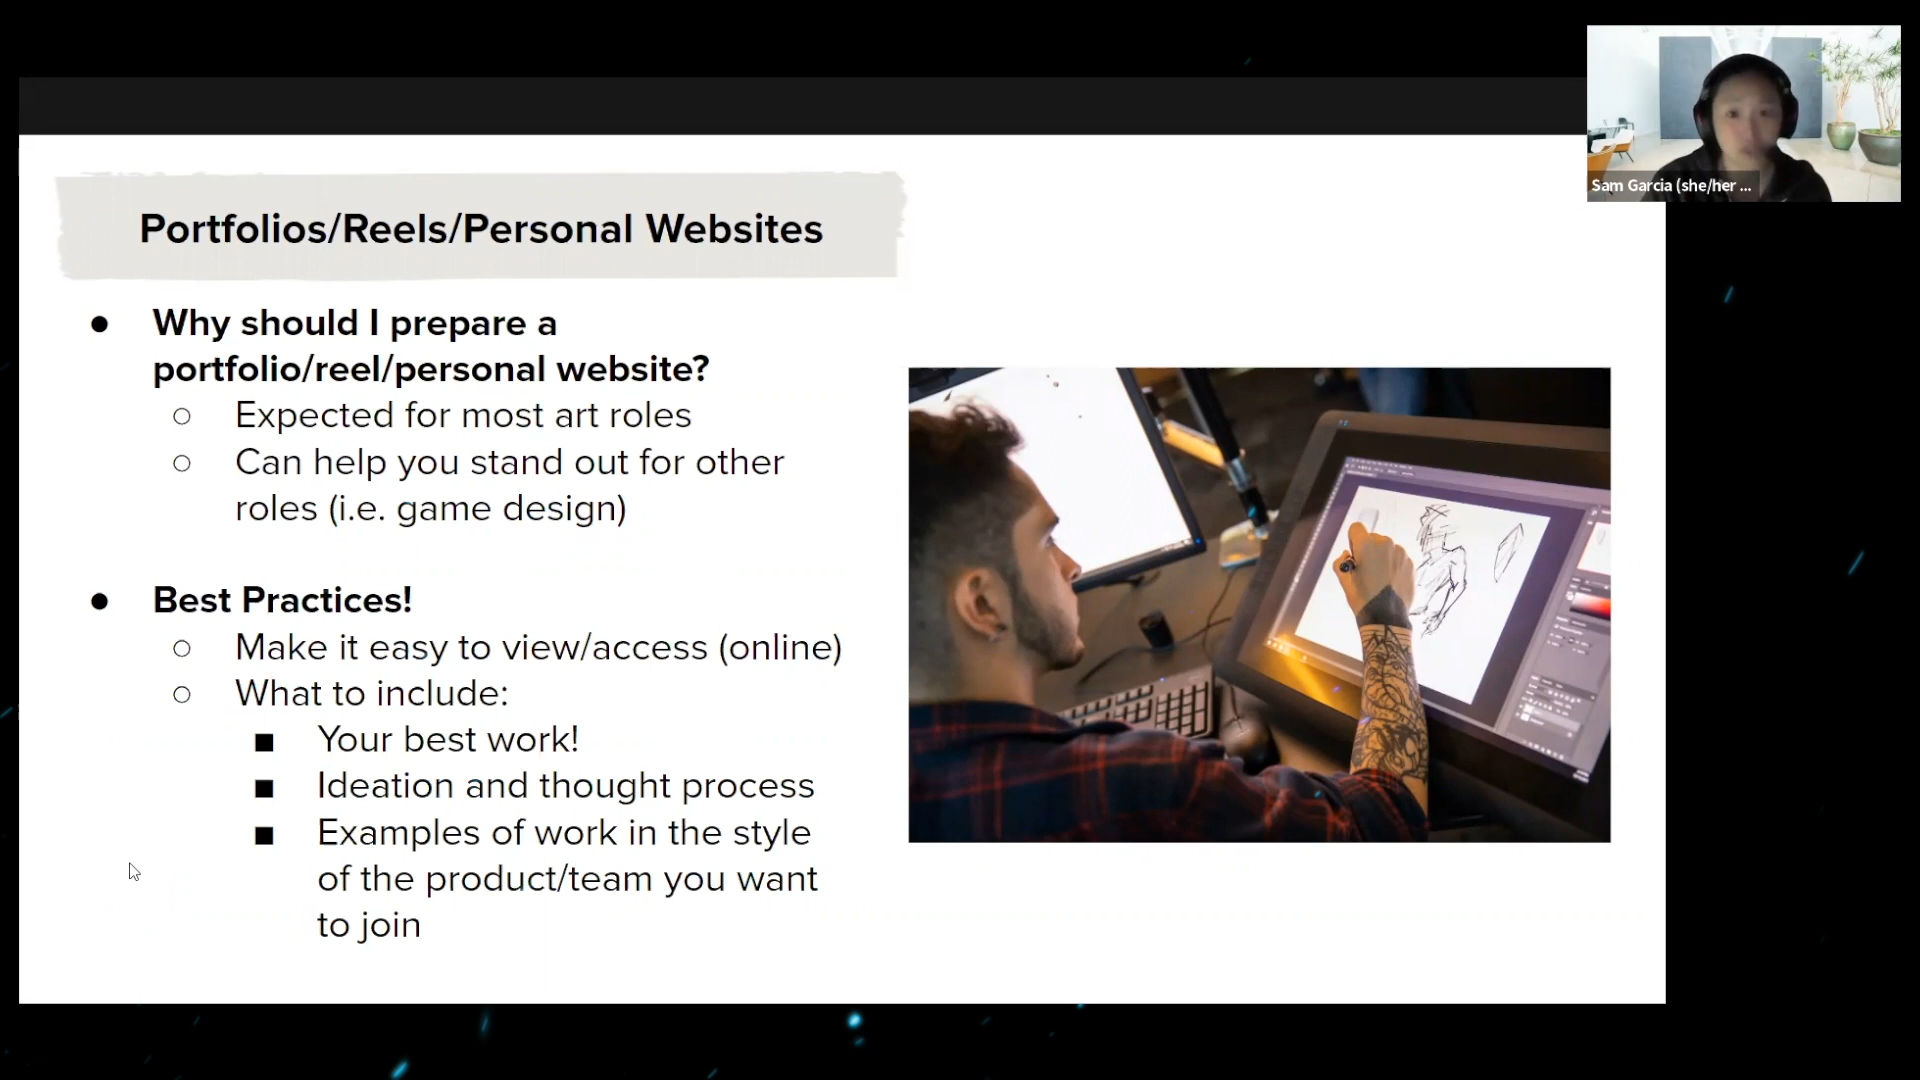 Sam Garcia (she/her ...
Portfolios/Reels/Personal Websites
● Why should I prepare a
portfolio/reel/personal website?
○ Expected for most art roles
○ Can help you stand out for other
roles (i.e. game design)
● Best Practices!
○ Make it easy to view/access (online)
○ What to include:
■ Your best work!
■ Ideation and thought process
■ Examples of work in the style
of the product/team you want
to join